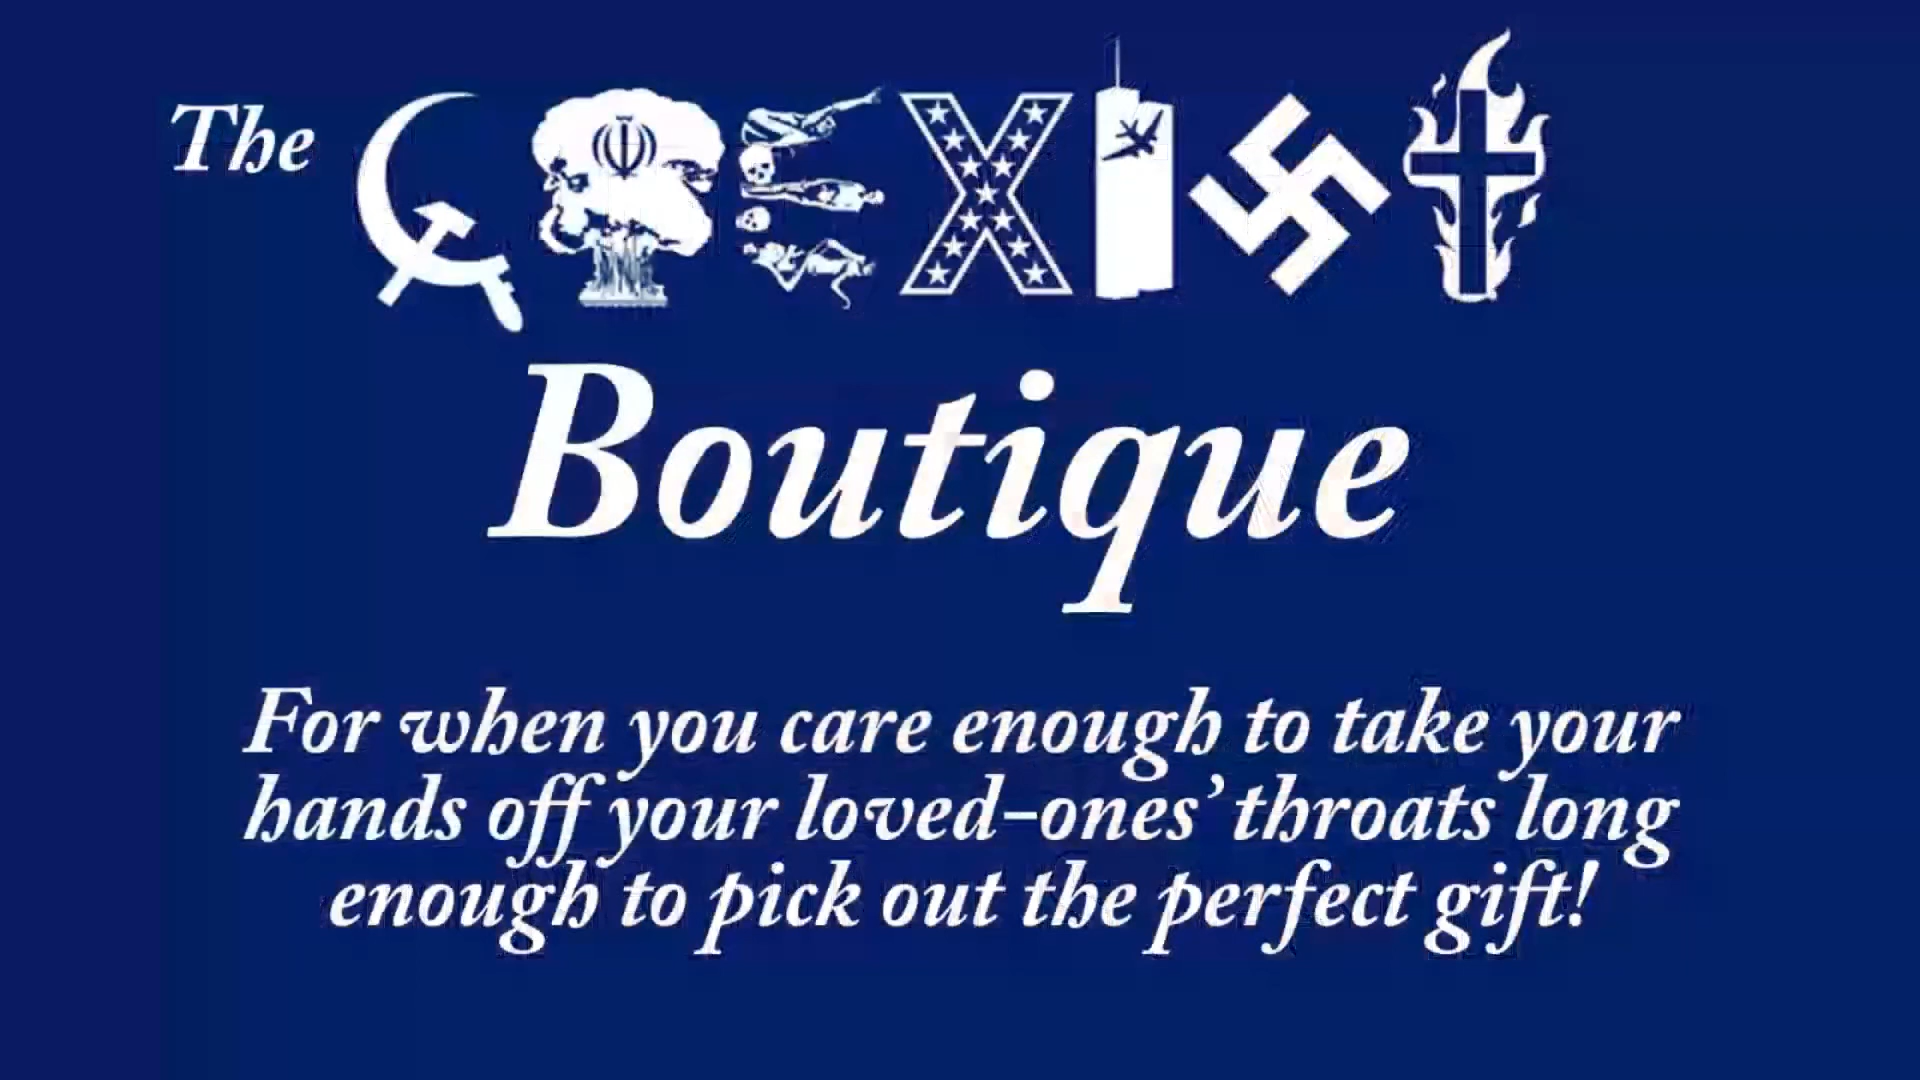 The COEXIST
Boutique
For when you care enough to take your
hands off your loved-ones’ throats long
enough to pick out the perfect gift!